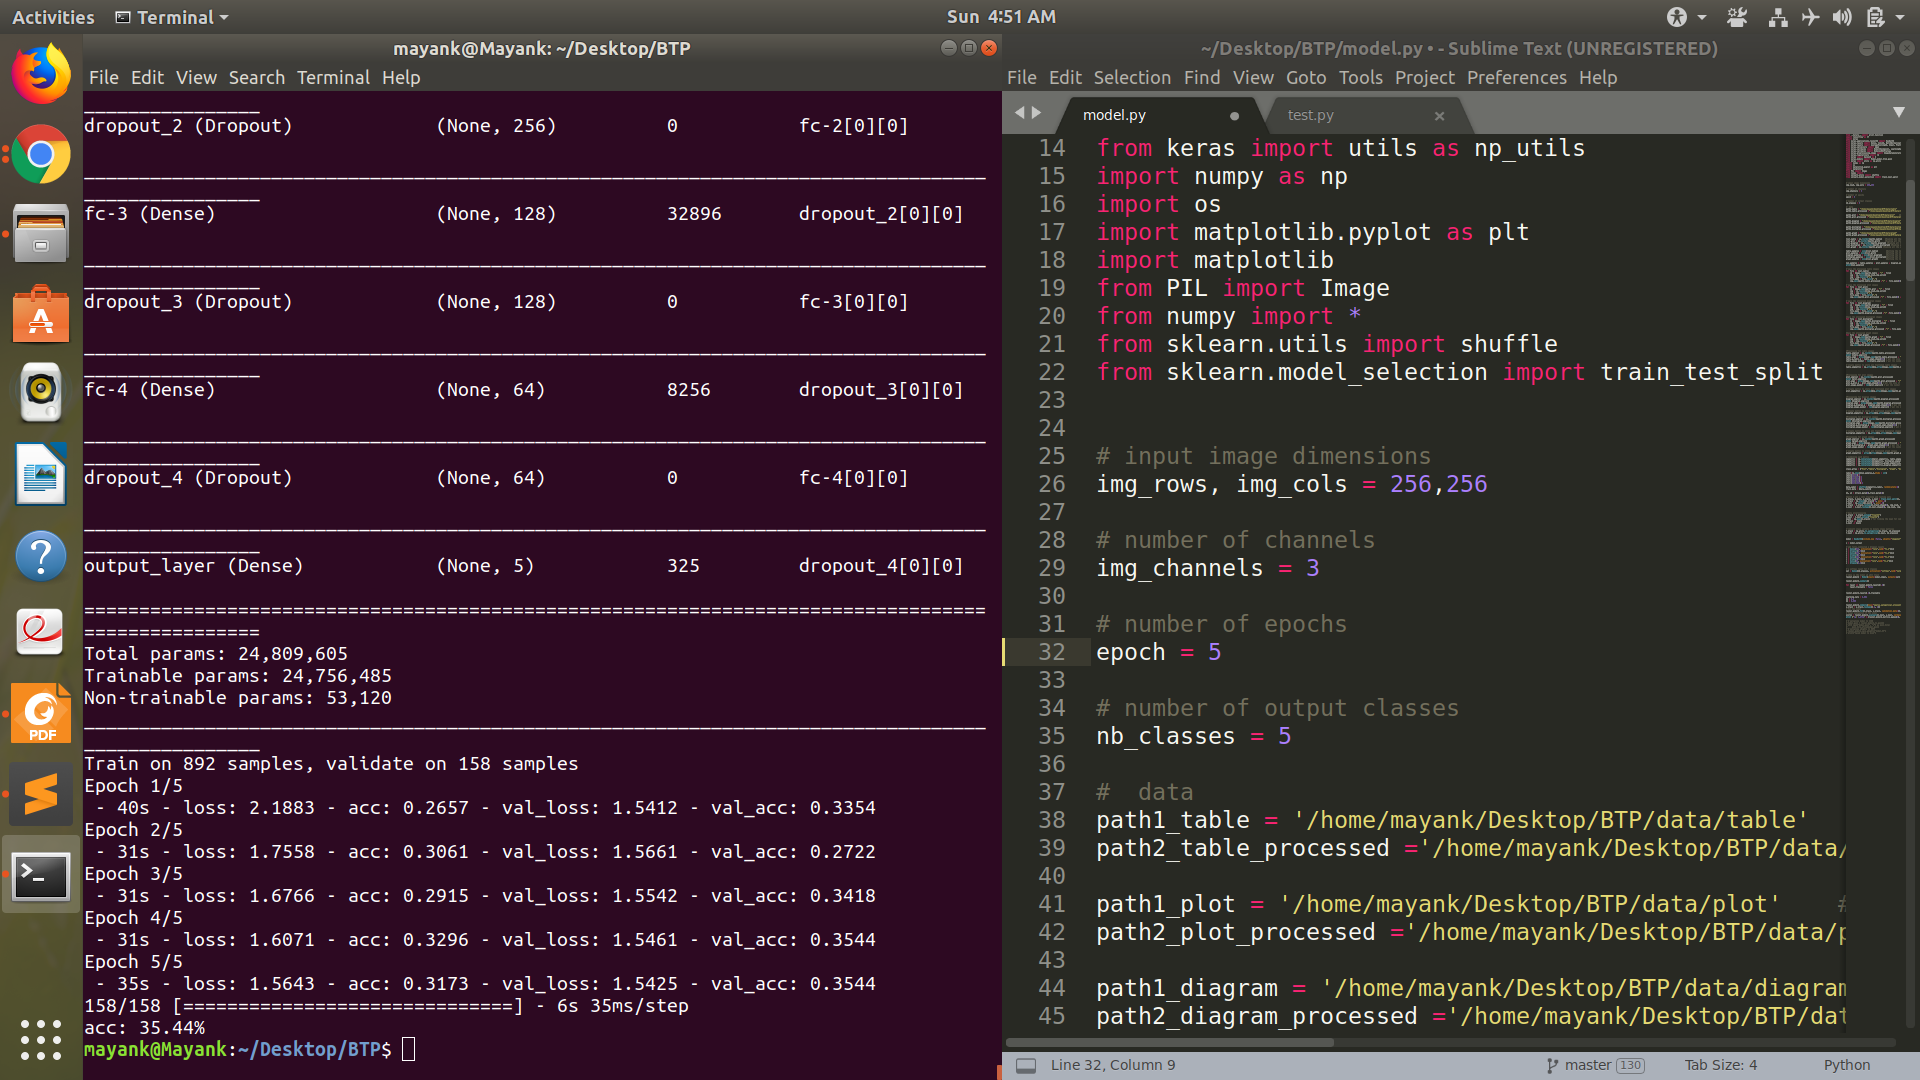 Activities
Terminal
Sun 4:51 AM
mayank@Mayank: ~/Desktop/BTP
File Edit View Search Terminal Help
________________
dropout_2 (Dropout) (None, 256) 0 fc-2[0][0]
__________________________________________________________________________________
________________
fc-3 (Dense) (None, 128) 32896 dropout_2[0][0]
__________________________________________________________________________________
________________
dropout_3 (Dropout) (None, 128) 0 fc-3[0][0]
__________________________________________________________________________________
________________
fc-4 (Dense) (None, 64) 8256 dropout_3[0][0]
__________________________________________________________________________________
________________
dropout_4 (Dropout) (None, 64) 0 fc-4[0][0]
__________________________________________________________________________________
________________
output_layer (Dense) (None, 5) 325 dropout_4[0][0]
==================================================================================
================
Total params: 24,809,605
Trainable params: 24,756,485
Non-trainable params: 53,120
__________________________________________________________________________________
________________
Train on 892 samples, validate on 158 samples
Epoch 1/5
 - 40s - loss: 2.1883 - acc: 0.2657 - val_loss: 1.5412 - val_acc: 0.3354
Epoch 2/5
 - 31s - loss: 1.7558 - acc: 0.3061 - val_loss: 1.5661 - val_acc: 0.2722
Epoch 3/5
 - 31s - loss: 1.6766 - acc: 0.2915 - val_loss: 1.5542 - val_acc: 0.3418
Epoch 4/5
 - 31s - loss: 1.6071 - acc: 0.3296 - val_loss: 1.5461 - val_acc: 0.3544
Epoch 5/5
 - 35s - loss: 1.5643 - acc: 0.3173 - val_loss: 1.5425 - val_acc: 0.3544
158/158 [==============================] - 6s 35ms/step
acc: 35.44%
mayank@Mayank:~/Desktop/BTP$
PDF
~/Desktop/BTP/model.py • - Sublime Text (UNREGISTERED)
File Edit Selection Find View Goto Tools Project Preferences Help
model.py
test.py
14 from keras import utils as np_utils
15 import numpy as np
16 import os
17 import matplotlib.pyplot as plt
18 import matplotlib
19 from PIL import Image
20 from numpy import *
21 from sklearn.utils import shuffle
22 from sklearn.model_selection import train_test_split
23
24
25 # input image dimensions
26 img_rows, img_cols = 256,256
27
28 # number of channels
29 img_channels = 3
30
31 # number of epochs
32 epoch = 5
33
34 # number of output classes
35 nb_classes = 5
36
37 #  data
38 path1_table = '/home/mayank/Desktop/BTP/data/table'
39 path2_table_processed ='/home/mayank/Desktop/BTP/data/
40
41 path1_plot = '/home/mayank/Desktop/BTP/data/plot' #
42 path2_plot_processed ='/home/mayank/Desktop/BTP/data/p
43
44 path1_diagram = '/home/mayank/Desktop/BTP/data/diagram
45 path2_diagram_processed ='/home/mayank/Desktop/BTP/dat
Line 32, Column 9
master 130
Tab Size: 4
Python